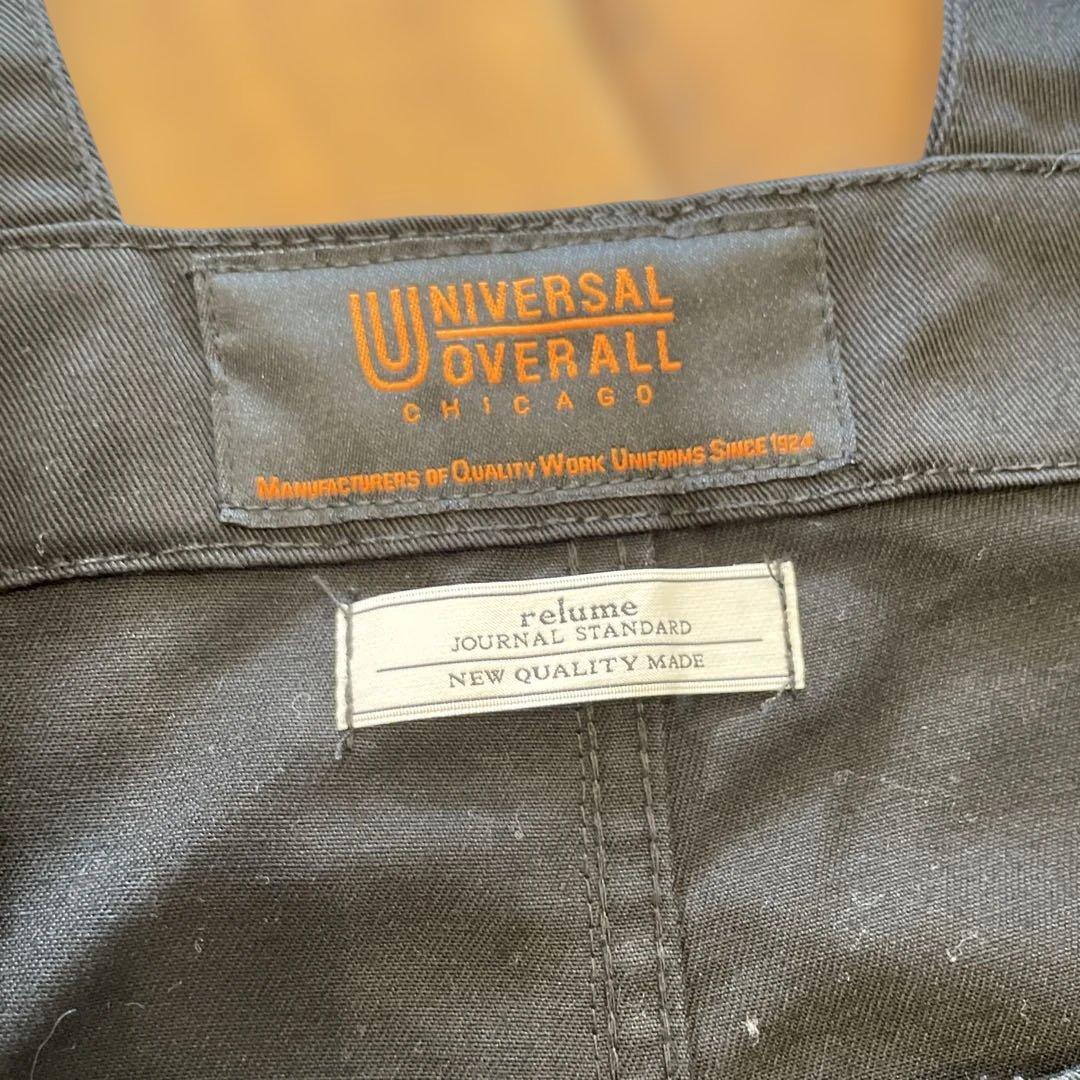 UNIVERSAL
OVERALL
CHICAGO
MANUFACTURERS OF QUALITY WORK UNIFORMS SINCE 1924
relume
JOURNAL STANDARD
NEW QUALITY MADE